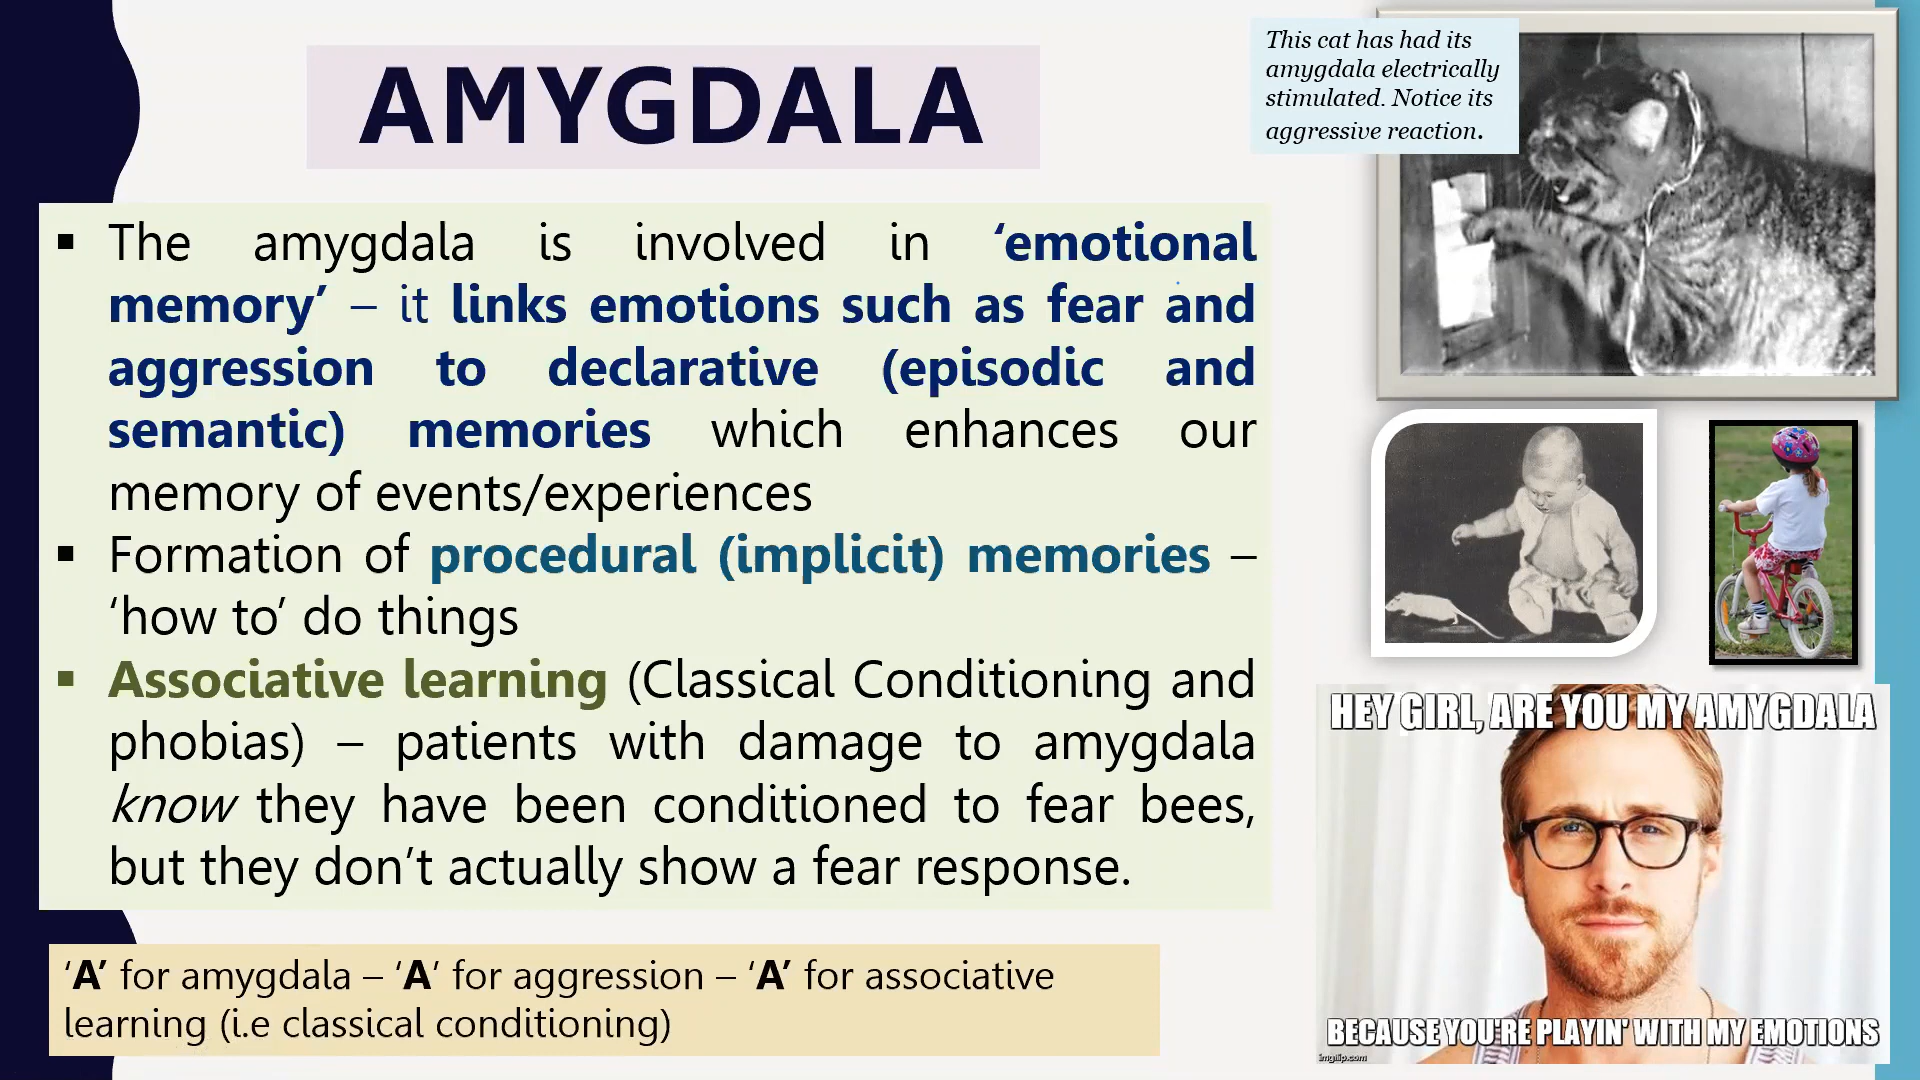 AMYGDALA
This cat has had its
amygdala electrically
stimulated. Notice its
aggressive reaction.
▪ The amygdala is involved in ‘emotional
memory’ – it links emotions such as fear and
aggression to declarative (episodic and
semantic) memories which enhances our
memory of events/experiences
▪ Formation of procedural (implicit) memories –
‘how to’ do things
▪ Associative learning (Classical Conditioning and
phobias) – patients with damage to amygdala
know they have been conditioned to fear bees,
but they don’t actually show a fear response.
‘A’ for amygdala – ‘A’ for aggression – ‘A’ for associative
learning (i.e classical conditioning)
HEY GIRL, ARE YOU MY AMYGDALA
BECAUSE YOU'RE PLAYIN' WITH MY EMOTIONS
imgflip.com